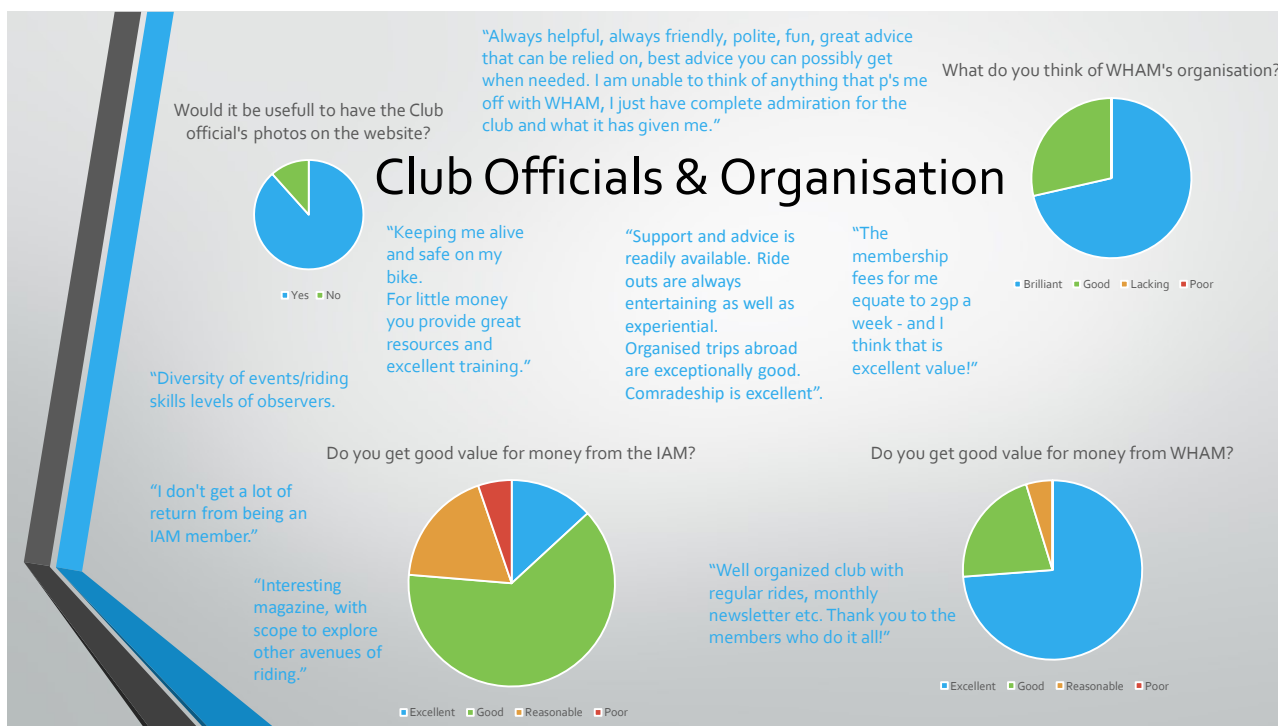 “Always helpful, always friendly, polite, fun, great advice
that can be relied on, best advice you can possibly get
when needed. I am unable to think of anything that p's me
off with WHAM, I just have complete admiration for the
club and what it has given me.”
What do you think of WHAM's organisation?
Brilliant Good Lacking Poor
Would it be usefull to have the Club
official's photos on the website?
Yes No
Club Officials & Organisation
“Keeping me alive
and safe on my
bike.
For little money
you provide great
resources and
excellent training.”
“Support and advice is
readily available. Ride
outs are always
entertaining as well as
experiential.
Organised trips abroad
are exceptionally good.
Comradeship is excellent”.
“The
membership
fees for me
equate to 29p a
week - and I
think that is
excellent value!”
“Diversity of events/riding
skills levels of observers.
Do you get good value for money from the IAM?
Excellent Good Reasonable Poor
“I don't get a lot of
return from being an
IAM member.”
“Interesting
magazine, with
scope to explore
other avenues of
riding.”
Do you get good value for money from WHAM?
Excellent Good Reasonable Poor
“Well organized club with
regular rides, monthly
newsletter etc. Thank you to the
members who do it all!”